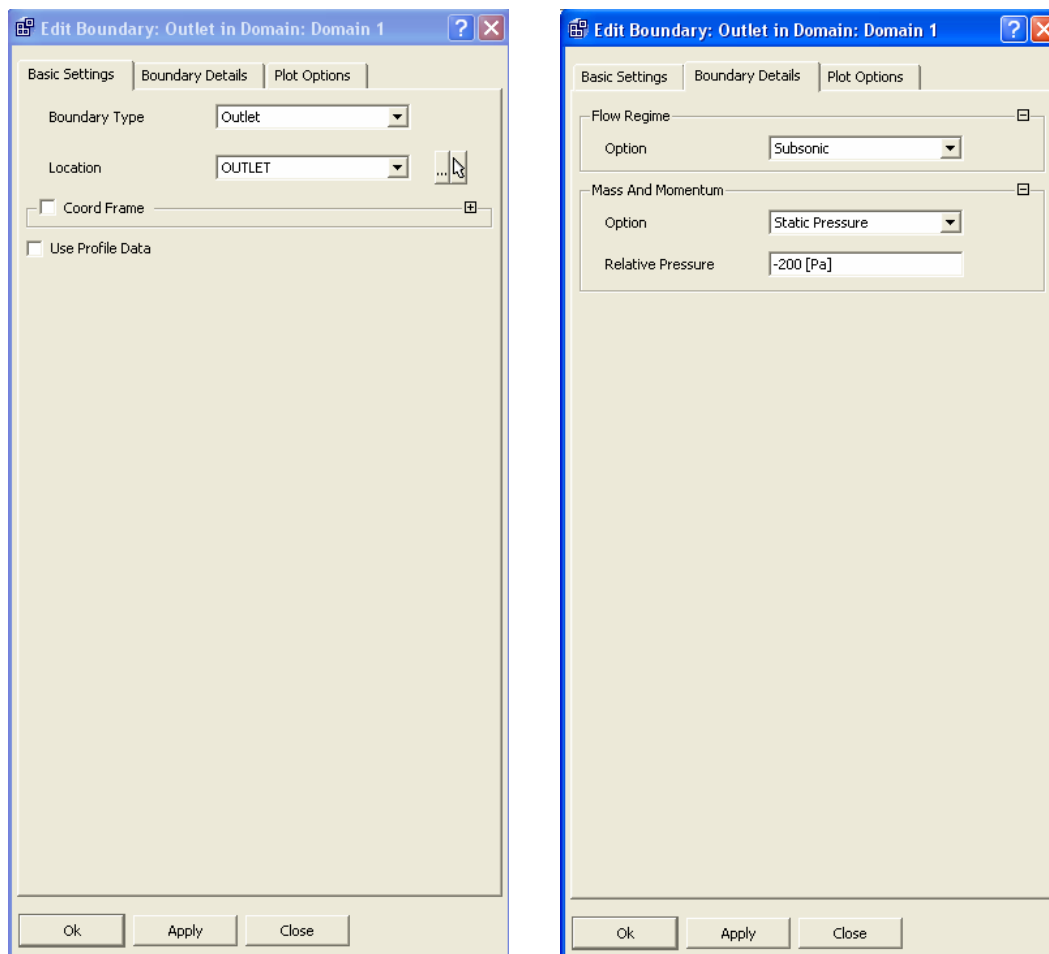 Edit Boundary: Outlet in Domain: Domain 1
Basic Settings Boundary Details Plot Options
Boundary Type Outlet
Location OUTLET ...
Coord Frame
Use Profile Data
Ok Apply Close
Edit Boundary: Outlet in Domain: Domain 1
Basic Settings Boundary Details Plot Options
Flow Regime
Option Subsonic
Mass And Momentum
Option Static Pressure
Relative Pressure -200 [Pa]
Ok Apply Close